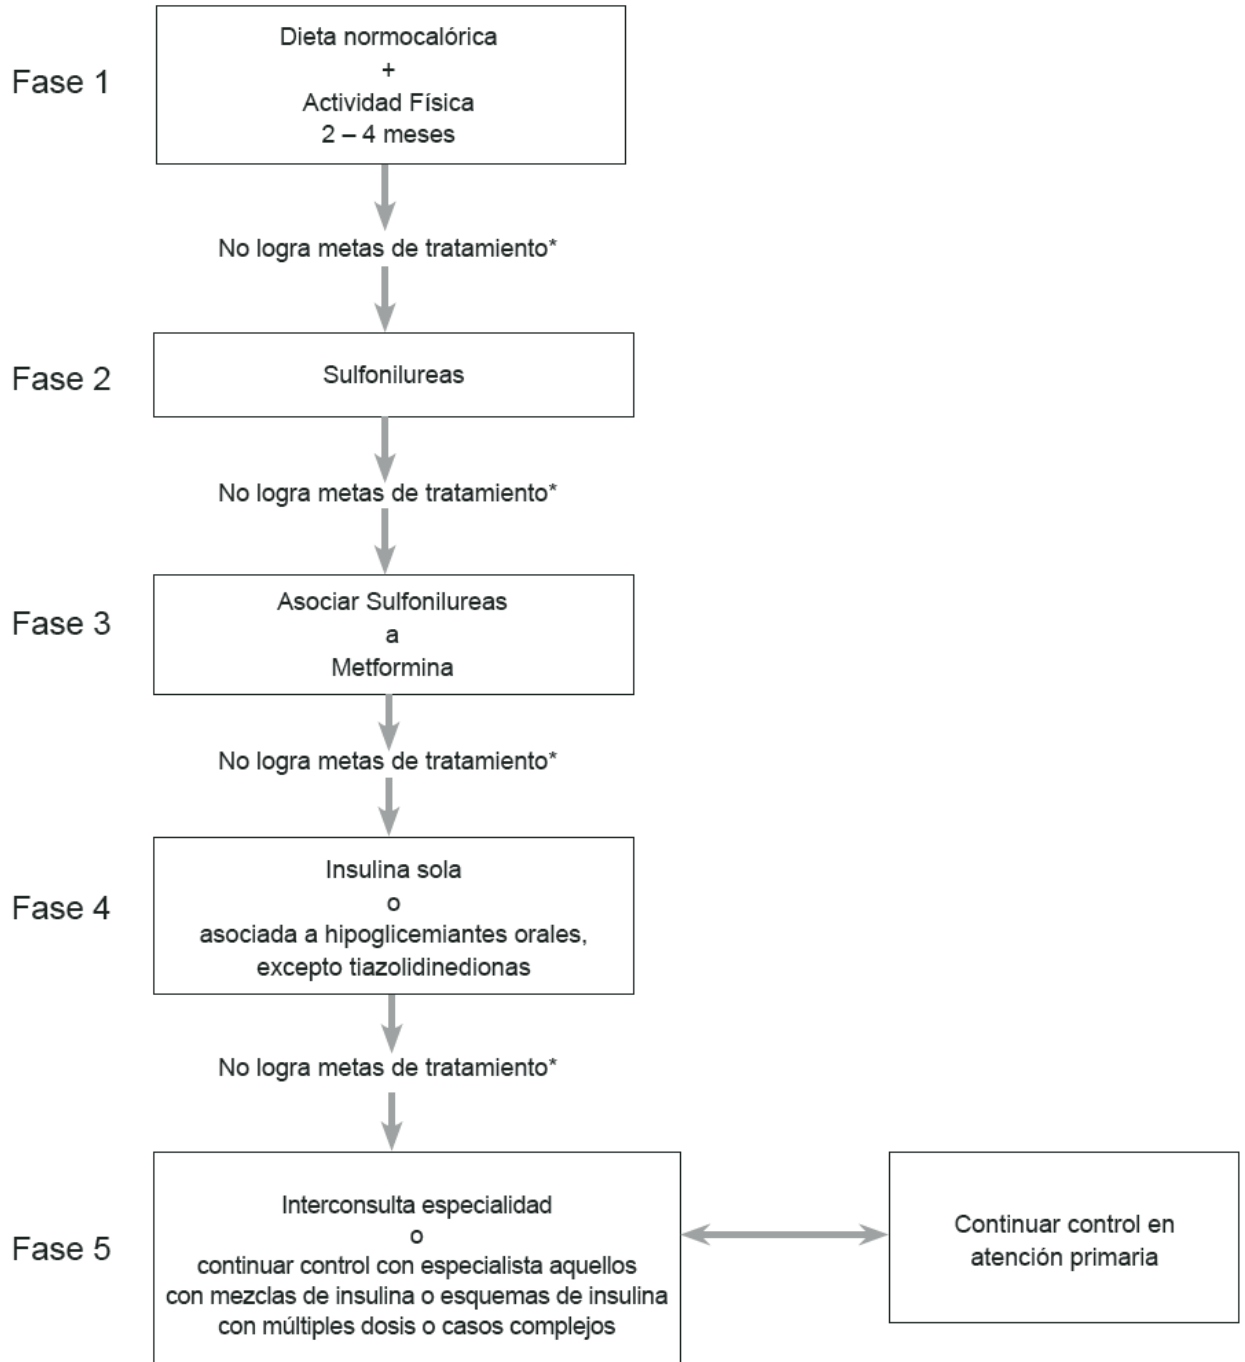 Fase 1
Dieta normocalórica
+
Actividad Física
2 – 4 meses
No logra metas de tratamiento*
Fase 2
Sulfonilureas
No logra metas de tratamiento*
Fase 3
Asociar Sulfonilureas
a
Metformina
No logra metas de tratamiento*
Fase 4
Insulina sola
o
asociada a hipoglicemiantes orales,
excepto tiazolidinedionas
No logra metas de tratamiento*
Fase 5
Interconsulta especialidad
o
continuar control con especialista aquellos
con mezclas de insulina o esquemas de insulina
con múltiples dosis o casos complejos
Continuar control en
atención primaria